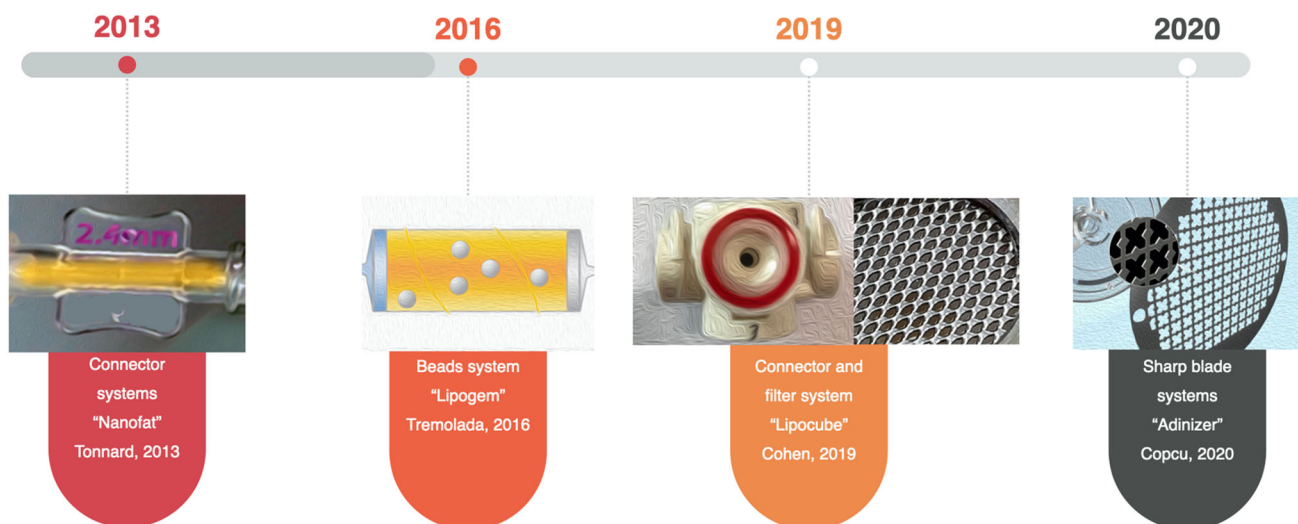 2013
2016
2019
2020
2.4mm
Connector
systems
“Nanofat”
Tonnard, 2013
Beads system
“Lipogem”
Tremolada, 2016
Connector and
filter system
“Lipocube”
Cohen, 2019
Sharp blade
systems
“Adinizer”
Copcu, 2020